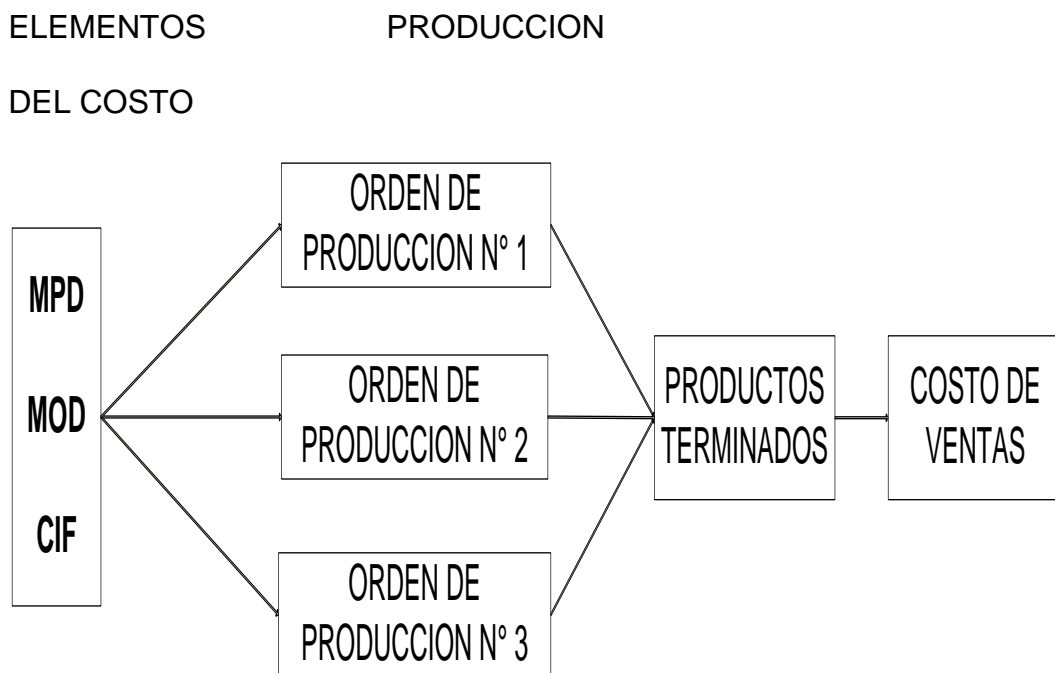 ELEMENTOS PRODUCCION
DEL COSTO
MPD
MOD
CIF
ORDEN DE
PRODUCCION N° 1
ORDEN DE
PRODUCCION N° 2
ORDEN DE
PRODUCCION N° 3
PRODUCTOS
TERMINADOS
COSTO DE
VENTAS